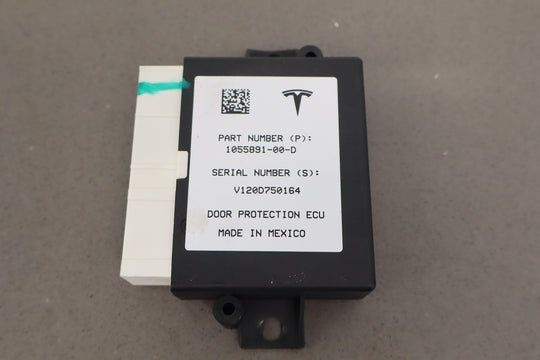 PART NUMBER (P):
1055891-00-D
SERIAL NUMBER (S):
V120D750164
DOOR PROTECTION ECU
MADE IN MEXICO